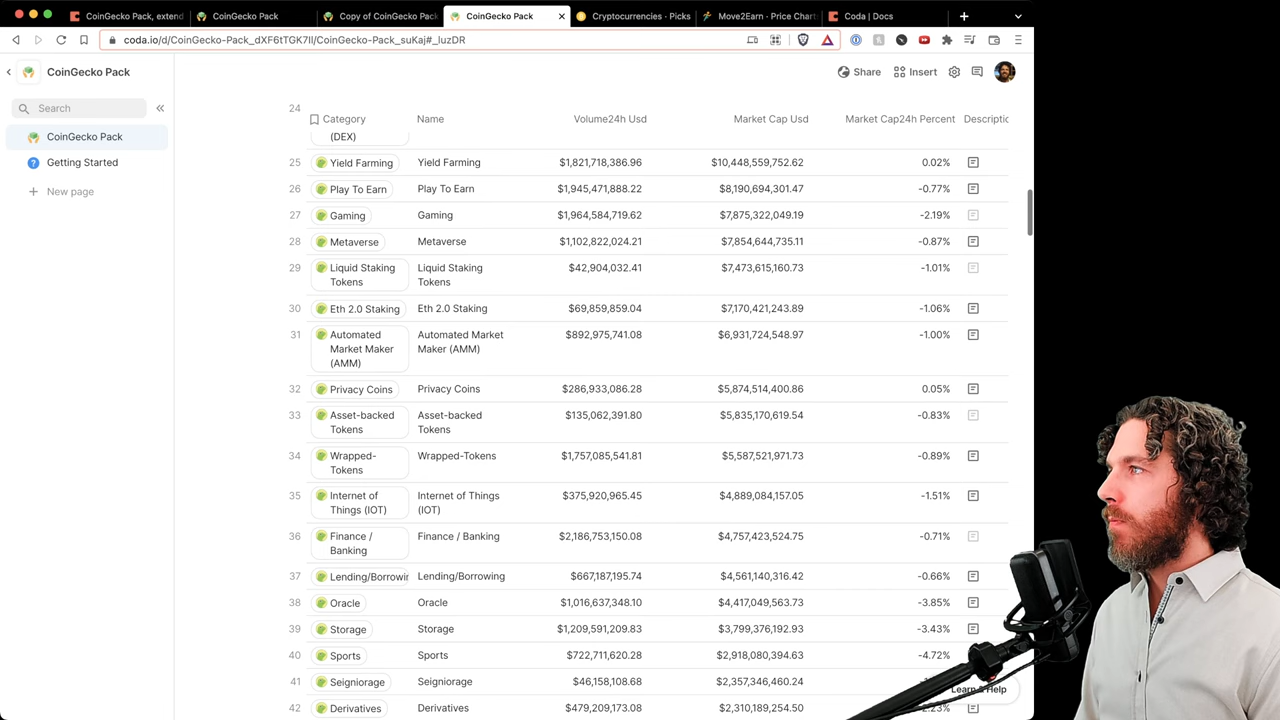 CoinGecko Pack, extend
CoinGecko Pack
Copy of CoinGecko Pack
CoinGecko Pack
Cryptocurrencies · Picks
Move2Earn - Price Chart
Coda | Docs
coda.io/d/CoinGecko-Pack_dXF6tTGK7lI/CoinGecko-Pack_suKaj#_luzDR
CoinGecko Pack
Share
Insert
Search
CoinGecko Pack
Getting Started
New page
24
Category Name Volume24h Usd Market Cap Usd Market Cap24h Percent Descriptio
(DEX)
25 Yield Farming Yield Farming $1,821,718,386.96 $10,448,559,752.62 0.02%
26 Play To Earn Play To Earn $1,945,471,888.22 $8,190,694,301.47 -0.77%
27 Gaming Gaming $1,964,584,719.62 $7,875,322,049.19 -2.19%
28 Metaverse Metaverse $1,102,822,024.21 $7,854,644,735.11 -0.87%
29 Liquid Staking Liquid Staking $42,904,032.41 $7,473,615,160.73 -1.01%
Tokens Tokens
30 Eth 2.0 Staking Eth 2.0 Staking $69,859,859.04 $7,170,421,243.89 -1.06%
31 Automated Automated Market $892,975,741.08 $6,931,724,548.97 -1.00%
Market Maker Maker (AMM)
(AMM)
32 Privacy Coins Privacy Coins $286,933,086.28 $5,874,514,400.86 0.05%
33 Asset-backed Asset-backed $135,062,391.80 $5,835,170,619.54 -0.83%
Tokens Tokens
34 Wrapped- Wrapped-Tokens $1,757,085,541.81 $5,587,521,971.73 -0.89%
Tokens
35 Internet of Internet of Things $375,920,965.45 $4,889,084,157.05 -1.51%
Things (IOT) (IOT)
36 Finance / Finance / Banking $2,186,753,150.08 $4,757,423,524.75 -0.71%
Banking
37 Lending/Borrowin Lending/Borrowing $667,187,195.74 $4,561,140,316.42 -0.66%
38 Oracle Oracle $1,016,637,348.10 $4,417,049,563.73 -3.85%
39 Storage Storage $1,209,591,209.83 $3,799,376,192.93 -3.43%
40 Sports Sports $722,711,620.28 $2,918,080,394.63 -4.72%
41 Seigniorage Seigniorage $46,158,108.68 $2,357,346,460.24
Learn & Help
42 Derivatives Derivatives $479,209,173.08 $2,310,189,254.50